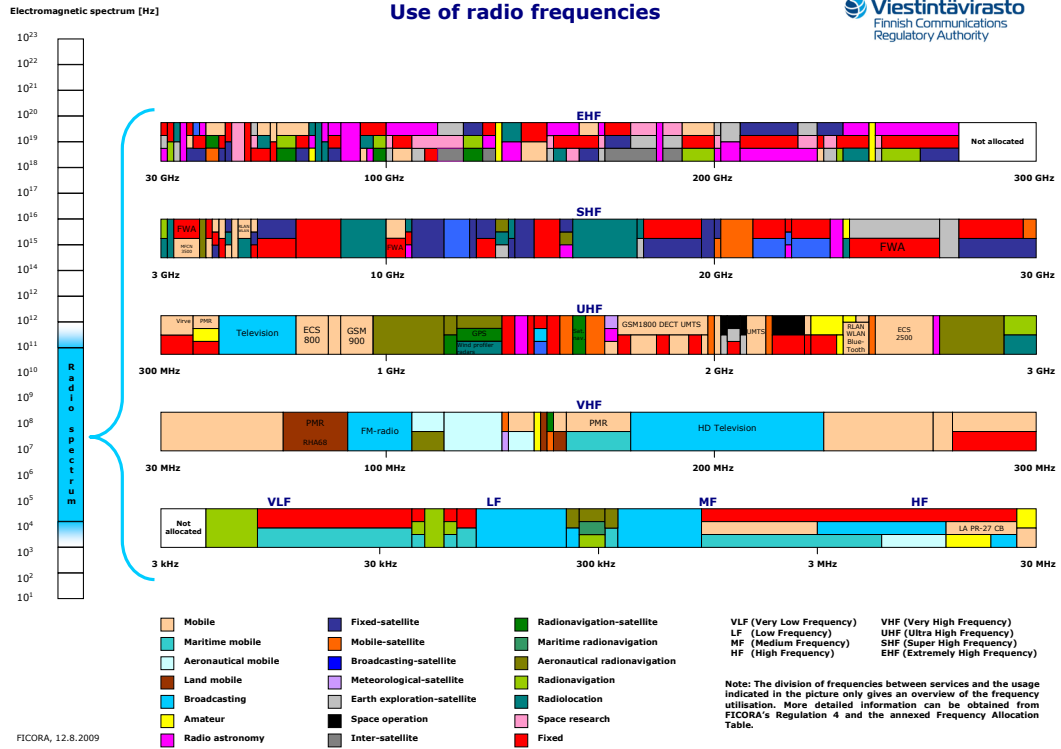 Electromagnetic spectrum [Hz]
Use of radio frequencies
Viestintävirasto
Finnish Communications
Regulatory Authority
10²³
10²²
10²¹
10²⁰
10¹⁹
10¹⁸
10¹⁷
10¹⁶
10¹⁵
10¹⁴
10¹³
10¹²
10¹¹
10¹⁰
10⁹
10⁸
10⁷
10⁶
10⁵
10⁴
10³
10²
10¹
Radio spectrum
EHF
Not allocated
30 GHz 100 GHz 200 GHz 300 GHz
SHF
FWA
RLAN
WLAN
3500
FWA
FWA
3 GHz 10 GHz 20 GHz 30 GHz
UHF
Virve PMR
Television
ECS
800
GSM
900
GPS
Wind profiler
radars
GSM1800 DECT UMTS
UMTS
RLAN
WLAN
Blue-
Tooth
ECS
2500
300 MHz 1 GHz 2 GHz 3 GHz
VHF
PMR
RHA68
FM-radio
PMR
HD Television
30 MHz 100 MHz 200 MHz 300 MHz
VLF LF MF HF
Not
allocated
LA PR-27 CB
3 kHz 30 kHz 300 kHz 3 MHz 30 MHz
Mobile
Maritime mobile
Aeronautical mobile
Land mobile
Broadcasting
Amateur
Radio astronomy
Fixed-satellite
Mobile-satellite
Broadcasting-satellite
Meteorological-satellite
Earth exploration-satellite
Space operation
Inter-satellite
Radionavigation-satellite
Maritime radionavigation
Aeronautical radionavigation
Radionavigation
Radiolocation
Space research
Fixed
VLF (Very Low Frequency)
LF (Low Frequency)
MF (Medium Frequency)
HF (High Frequency)
VHF (Very High Frequency)
UHF (Ultra High Frequency)
SHF (Super High Frequency)
EHF (Extremely High Frequency)
Note: The division of frequencies between services and the usage
indicated in the picture only gives an overview of the frequency
utilisation. More detailed information can be obtained from
FICORA's Regulation 4 and the annexed Frequency Allocation
Table.
FICORA, 12.8.2009